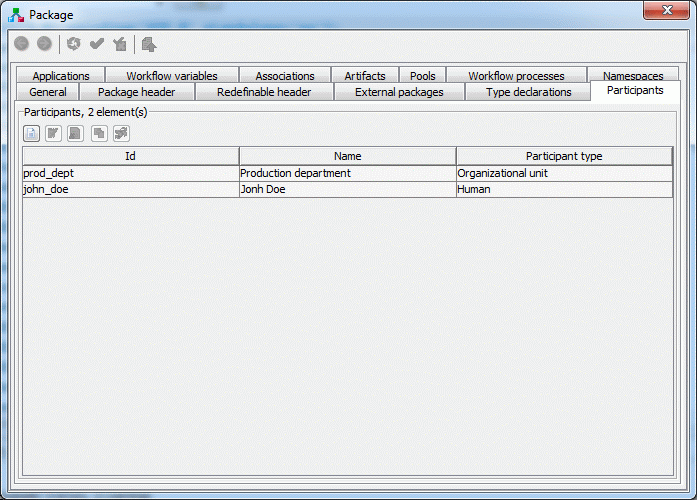 Package
Applications Workflow variables Associations Artifacts Pools Workflow processes Namespaces
General Package header Redefinable header External packages Type declarations Participants
Participants, 2 element(s)
Id Name Participant type
prod_dept Production department Organizational unit
john_doe Jonh Doe Human